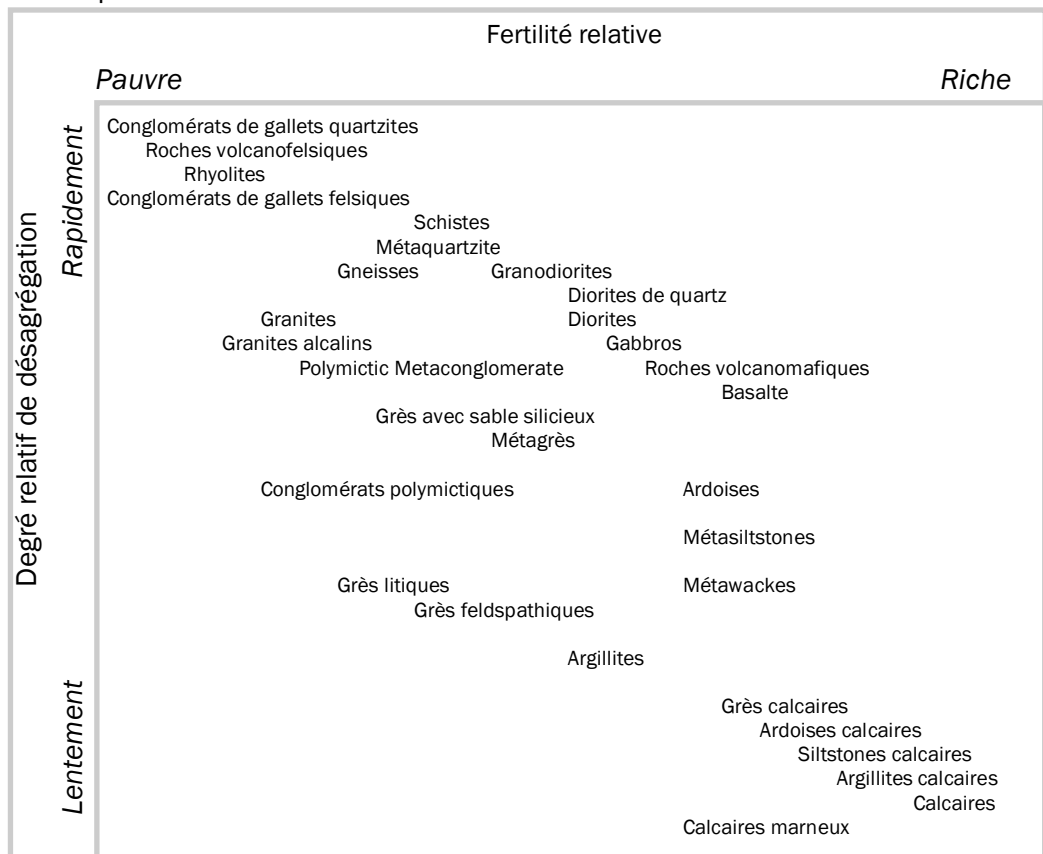 Fertilité relative
Pauvre Riche
Degré relatif de désagrégation
Rapidement
Lentement
Conglomérats de gallets quartzites
Roches volcanofelsiques
Rhyolites
Conglomérats de gallets felsiques
Schistes
Métaquartzite
Gneisses Granodiorites
Diorites de quartz
Granites Diorites
Granites alcalins Gabbros
Polymictic Metaconglomerate Roches volcanomafiques
Basalte
Grès avec sable silicieux
Métagrès
Conglomérats polymictiques Ardoises
Métasiltstones
Grès litiques Métawackes
Grès feldspathiques
Argillites
Grès calcaires
Ardoises calcaires
Siltstones calcaires
Argillites calcaires
Calcaires
Calcaires marneux